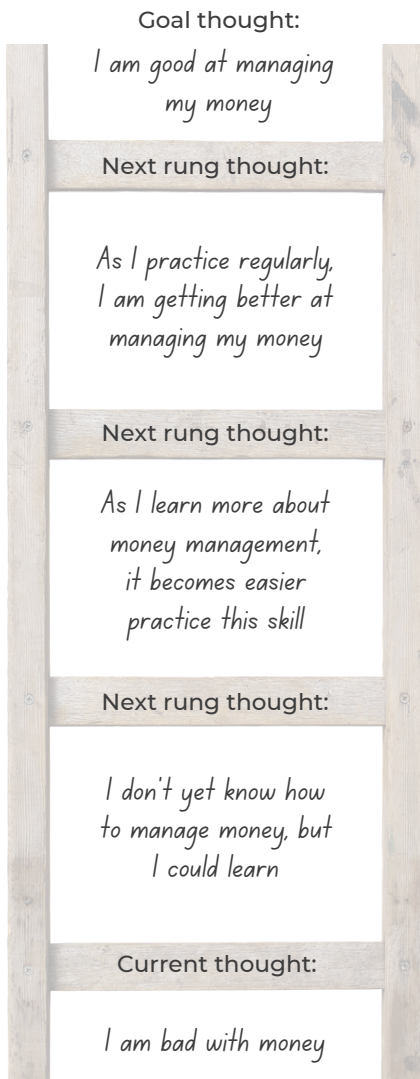 Goal thought:
I am good at managing
my money
Next rung thought:
As I practice regularly,
I am getting better at
managing my money
Next rung thought:
As I learn more about
money management,
it becomes easier
practice this skill
Next rung thought:
I don't yet know how
to manage money, but
I could learn
Current thought:
I am bad with money